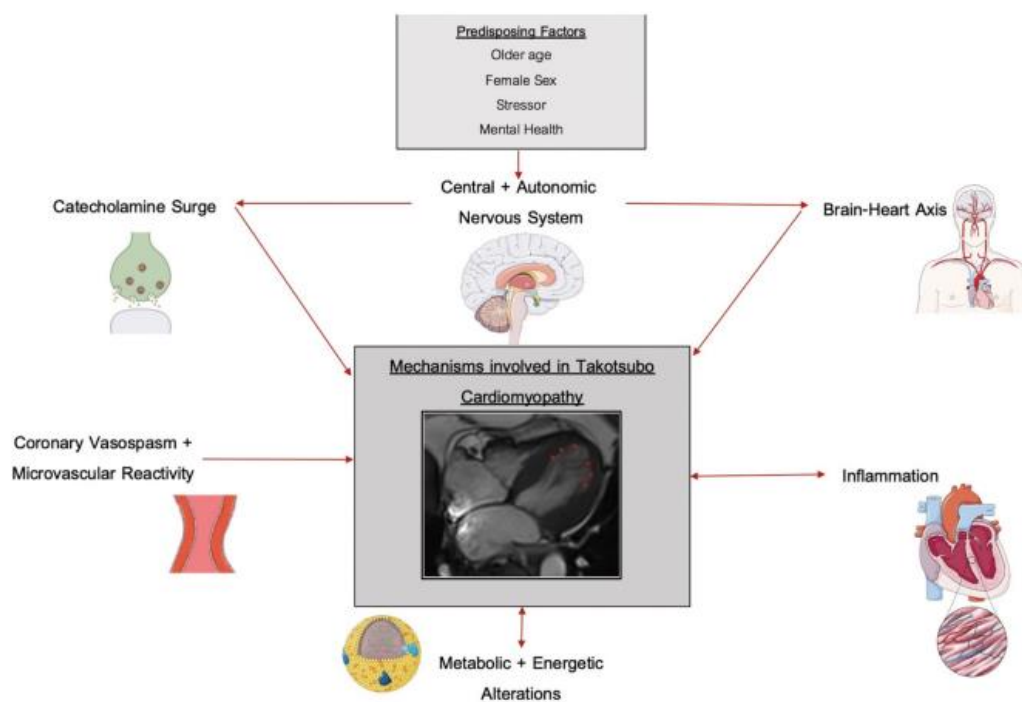 Predisposing Factors
Older age
Female Sex
Stressor
Mental Health
Central + Autonomic
Nervous System
Catecholamine Surge
Brain-Heart Axis
Mechanisms involved in Takotsubo
Cardiomyopathy
Coronary Vasospasm +
Microvascular Reactivity
Inflammation
Metabolic + Energetic
Alterations